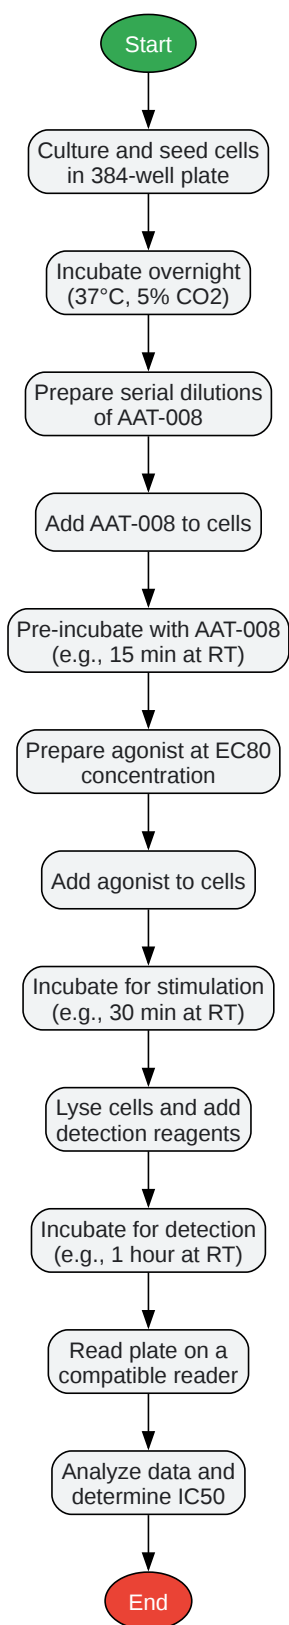 Start
Culture and seed cells
in 384-well plate
Incubate overnight
(37°C, 5% CO2)
Prepare serial dilutions
of AAT-008
Add AAT-008 to cells
Pre-incubate with AAT-008
(e.g., 15 min at RT)
Prepare agonist at EC80
concentration
Add agonist to cells
Incubate for stimulation
(e.g., 30 min at RT)
Lyse cells and add
detection reagents
Incubate for detection
(e.g., 1 hour at RT)
Read plate on a
compatible reader
Analyze data and
determine IC50
End